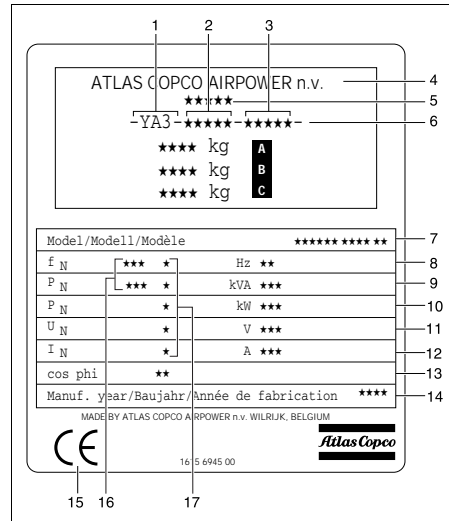 1 2 3
ATLAS COPCO AIRPOWER n.v. 4
★★★★★ 5
-YA3-★★★★★-★★★★★- 6
★★★★ kg A
★★★★ kg B
★★★★ kg C
Model/Modell/Modèle ★★★★★★ ★★★★ ★★ 7
f N ★★★ ★ Hz ★★ 8
P N ★★★ ★ kVA ★★★ 9
P N ★ kW ★★★ 10
U N ★ V ★★★ 11
I N ★ A ★★★ 12
cos phi ★★ 13
Manuf. year/Baujahr/Année de fabrication ★★★★ 14
MADE BY ATLAS COPCO AIRPOWER n.v. WILRIJK, BELGIUM
CE Atlas Copco
1615 6945 00
15 16 17